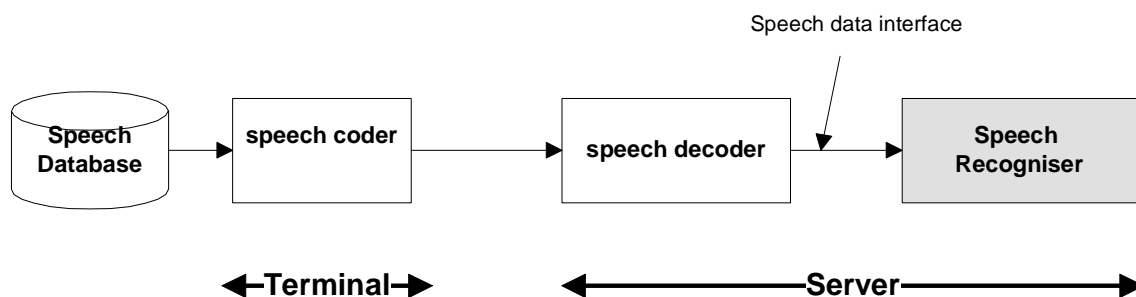 Speech data interface
Speech
Database
speech coder
speech decoder
Speech
Recogniser
Terminal
Server